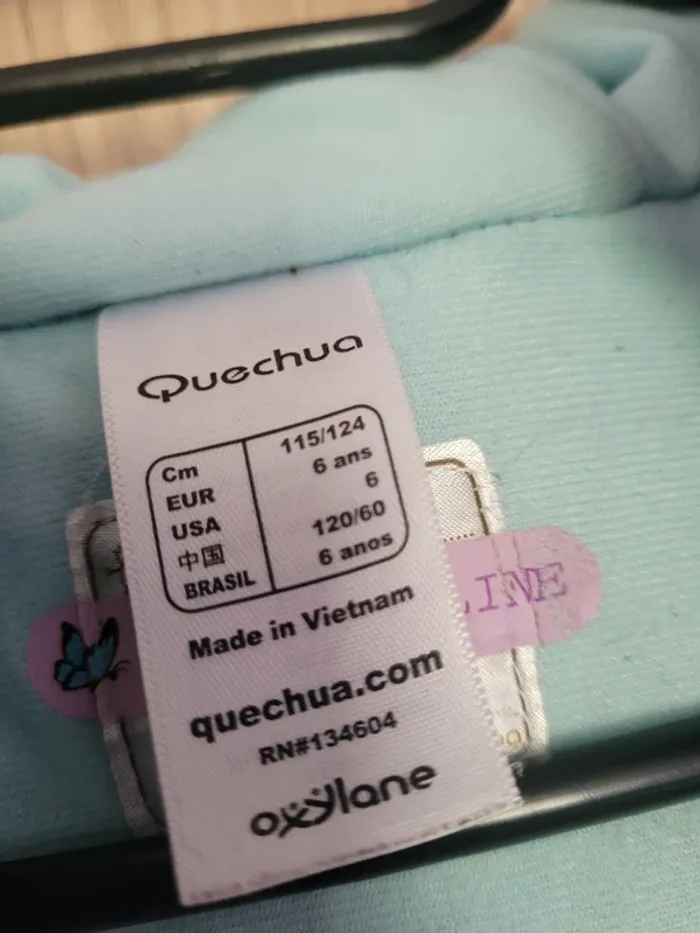 Quechua
Cm 115/124
EUR 6 ans
USA 6
中国 120/60
BRASIL 6 anos
Made in Vietnam
quechua.com
RN#134604
oxylane
LINE